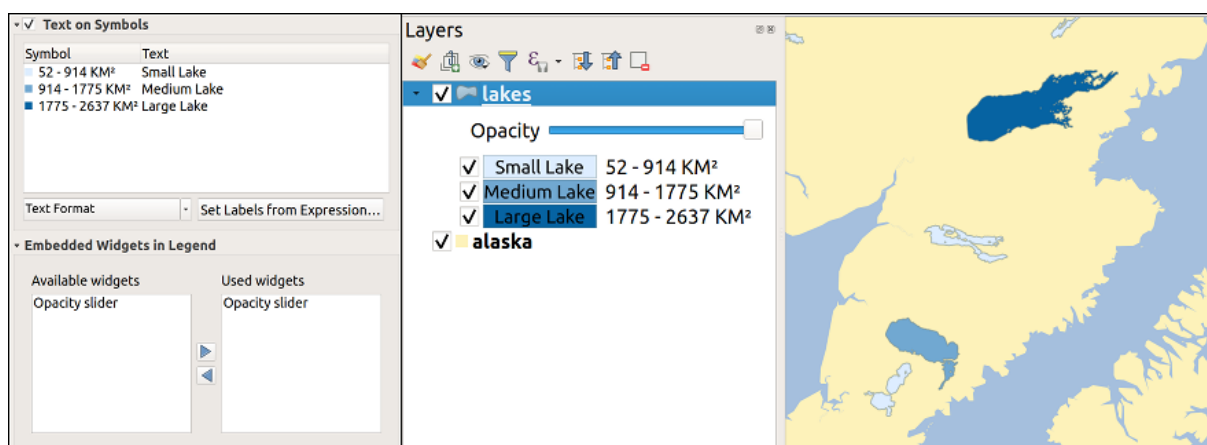 Text on Symbols
Symbol Text
52 - 914 KM² Small Lake
914 - 1775 KM² Medium Lake
1775 - 2637 KM² Large Lake
Text Format Set Labels from Expression...
Embedded Widgets in Legend
Available widgets Used widgets
Opacity slider Opacity slider
Layers
lakes
Opacity
Small Lake 52 - 914 KM²
Medium Lake 914 - 1775 KM²
Large Lake 1775 - 2637 KM²
alaska